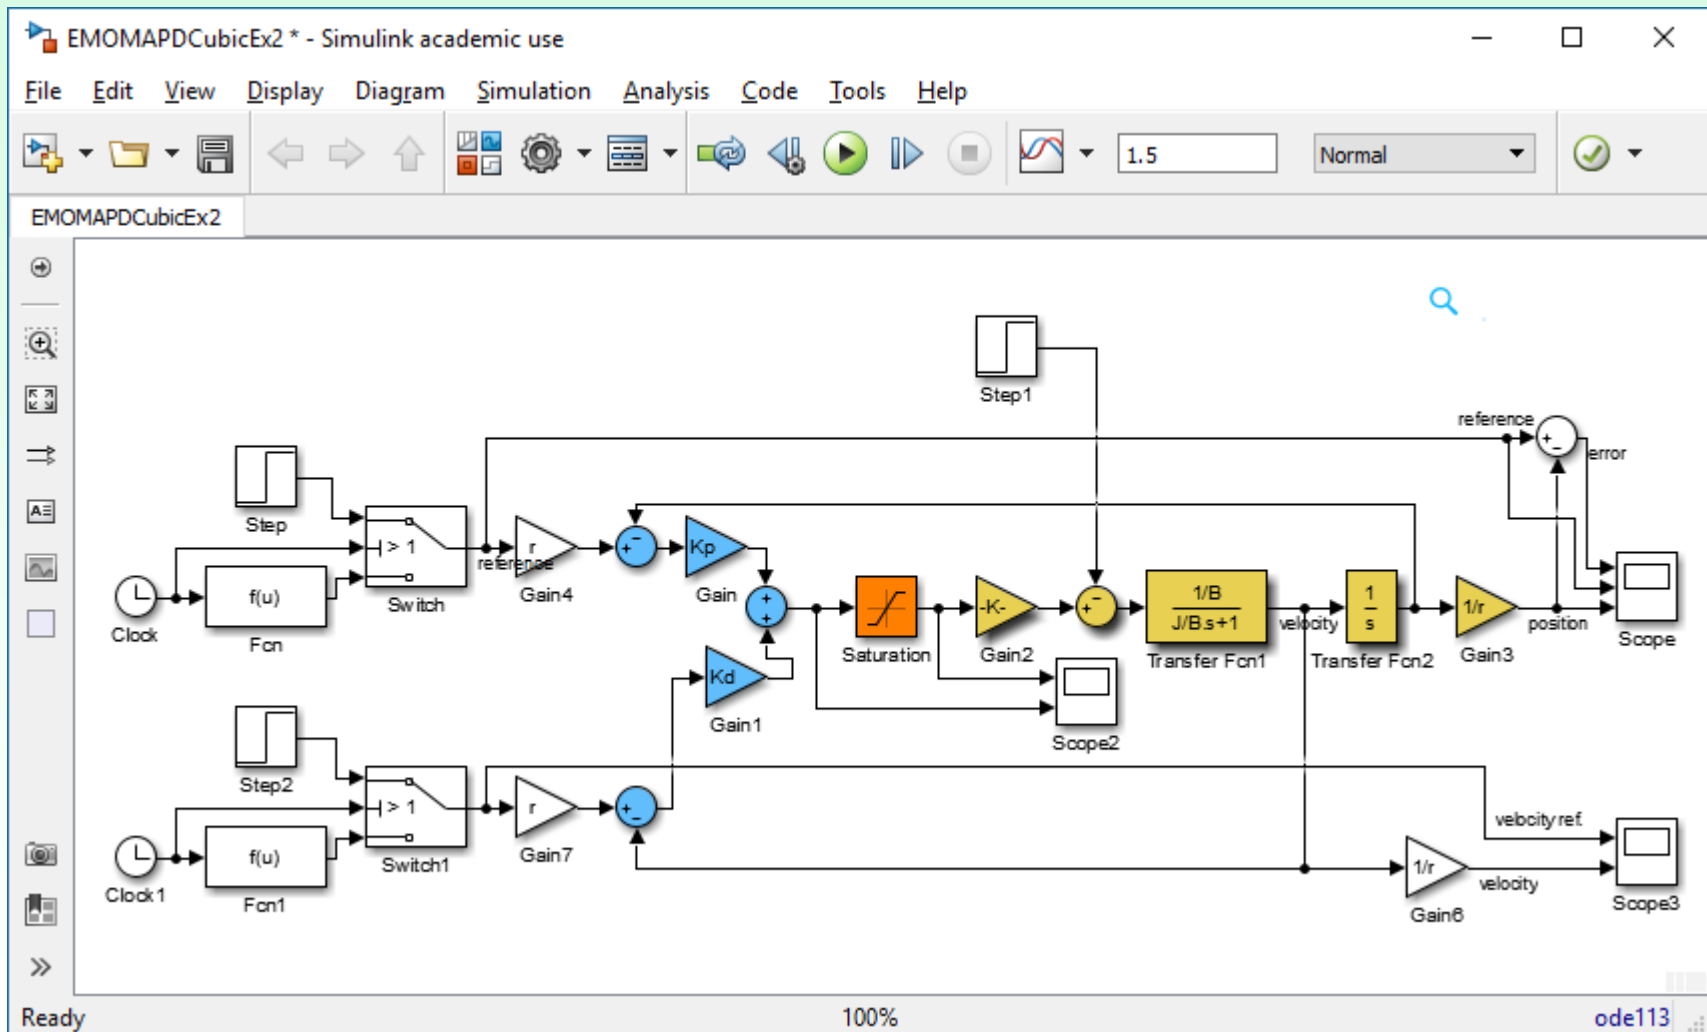 EMOMAPDCubicEx2 * - Simulink academic use
File Edit View Display Diagram Simulation Analysis Code Tools Help
1.5 Normal
EMOMAPDCubicEx2
Step1
reference
+
−
error
Step
> 1
Switch
reference
r
Gain4
+
−
Kp
Gain
+
+
Clock
f(u)
Fcn
Saturation
-K-
Gain2
+
−
1/B
J/B.s+1
Transfer Fcn1
velocity
1
s
Transfer Fcn2
1/r
Gain3
position
Scope
Kd
Gain1
Scope2
Step2
> 1
Switch1
r
Gain7
+
−
velocity ref.
Clock1
f(u)
Fcn1
1/r
Gain6
velocity
Scope3
Ready 100% ode113